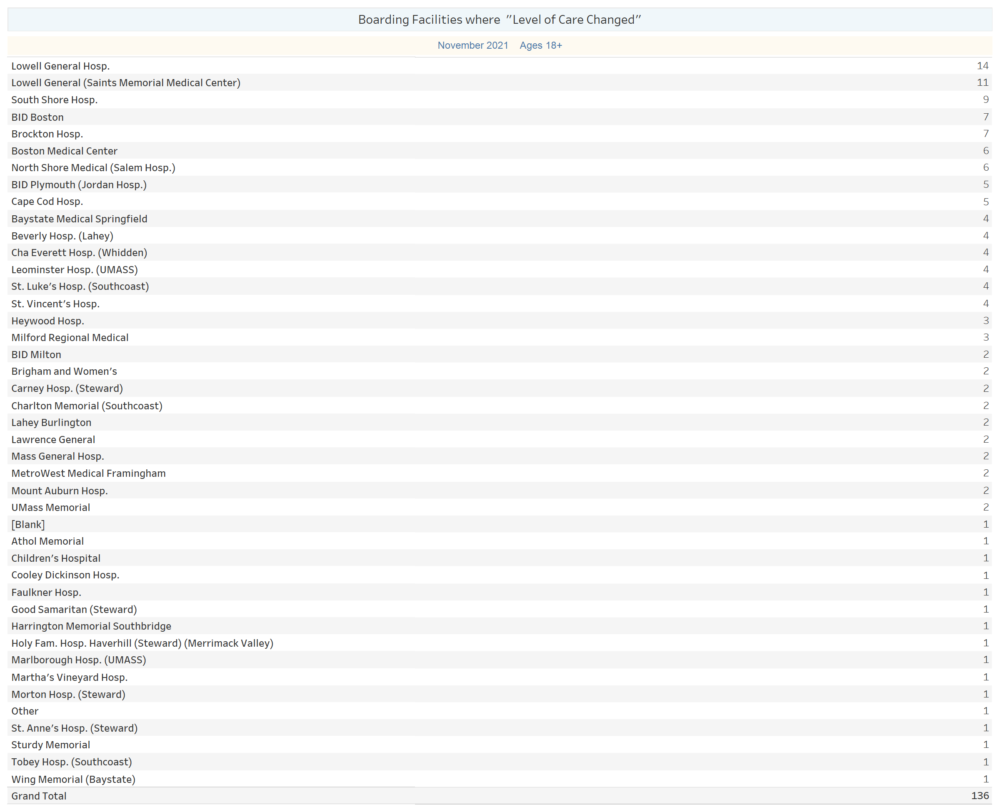 Boarding Facilities where "Level of Care Changed"
November 2021 Ages 18+
Lowell General Hosp. 14
Lowell General (Saints Memorial Medical Center) 11
South Shore Hosp. 9
BID Boston 7
Brockton Hosp. 7
Boston Medical Center 6
North Shore Medical (Salem Hosp.) 6
BID Plymouth (Jordan Hosp.) 5
Cape Cod Hosp. 5
Baystate Medical Springfield 4
Beverly Hosp. (Lahey) 4
Cha Everett Hosp. (Whidden) 4
Leominster Hosp. (UMASS) 4
St. Luke's Hosp. (Southcoast) 4
St. Vincent's Hosp. 4
Heywood Hosp. 3
Milford Regional Medical 3
BID Milton 2
Brigham and Women's 2
Carney Hosp. (Steward) 2
Charlton Memorial (Southcoast) 2
Lahey Burlington 2
Lawrence General 2
Mass General Hosp. 2
MetroWest Medical Framingham 2
Mount Auburn Hosp. 2
UMass Memorial 2
[Blank] 1
Athol Memorial 1
Children's Hospital 1
Cooley Dickinson Hosp. 1
Faulkner Hosp. 1
Good Samaritan (Steward) 1
Harrington Memorial Southbridge 1
Holy Fam. Hosp. Haverhill (Steward) (Merrimack Valley) 1
Marlborough Hosp. (UMASS) 1
Martha's Vineyard Hosp. 1
Morton Hosp. (Steward) 1
Other 1
St. Anne's Hosp. (Steward) 1
Sturdy Memorial 1
Tobey Hosp. (Southcoast) 1
Wing Memorial (Baystate) 1
Grand Total 136